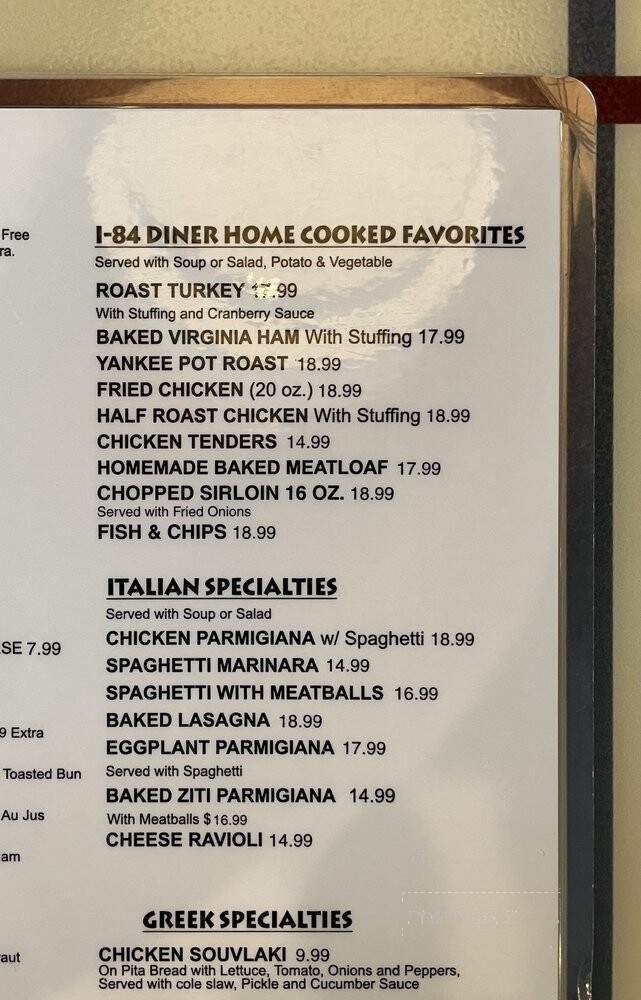 Free
ra.
I-84 DINER HOME COOKED FAVORITES
Served with Soup or Salad, Potato & Vegetable
ROAST TURKEY 17.99
With Stuffing and Cranberry Sauce
BAKED VIRGINIA HAM With Stuffing 17.99
YANKEE POT ROAST 18.99
FRIED CHICKEN (20 oz.) 18.99
HALF ROAST CHICKEN With Stuffing 18.99
CHICKEN TENDERS 14.99
HOMEMADE BAKED MEATLOAF 17.99
CHOPPED SIRLOIN 16 OZ. 18.99
Served with Fried Onions
FISH & CHIPS 18.99
ITALIAN SPECIALTIES
Served with Soup or Salad
CHICKEN PARMIGIANA w/ Spaghetti 18.99
SE 7.99
SPAGHETTI MARINARA 14.99
SPAGHETTI WITH MEATBALLS 16.99
BAKED LASAGNA 18.99
9 Extra
EGGPLANT PARMIGIANA 17.99
Served with Spaghetti
Toasted Bun
BAKED ZITI PARMIGIANA 14.99
With Meatballs $16.99
Au Jus
CHEESE RAVIOLI 14.99
am
GREEK SPECIALTIES
CHICKEN SOUVLAKI 9.99
aut
On Pita Bread with Lettuce, Tomato, Onions and Peppers,
Served with cole slaw, Pickle and Cucumber Sauce